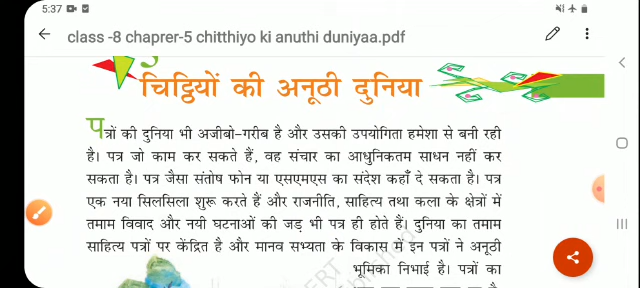 5:37
class -8 chaprer-5 chitthiyo ki anuthi duniyaa.pdf
5
चिट्ठियों की अनूठी दुनिया
पत्रों की दुनिया भी अजीबो-गरीब है और उसकी उपयोगिता हमेशा से बनी रही
है। पत्र जो काम कर सकते हैं, वह संचार का आधुनिकतम साधन नहीं कर
सकता है। पत्र जैसा संतोष फोन या एसएमएस का संदेश कहाँ दे सकता है। पत्र
एक नया सिलसिला शुरू करते हैं और राजनीति, साहित्य तथा कला के क्षेत्रों में
तमाम विवाद और नयी घटनाओं की जड़ भी पत्र ही होते हैं। दुनिया का तमाम
साहित्य पत्रों पर केंद्रित है और मानव सभ्यता के विकास में इन पत्रों ने अनूठी
भूमिका निभाई है। पत्रों का